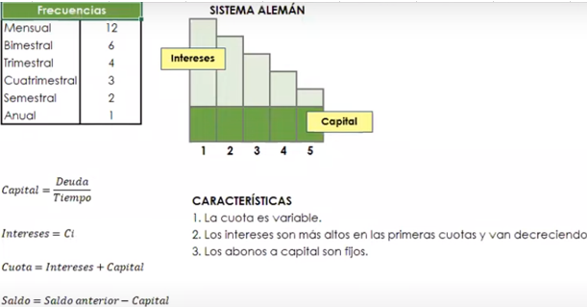 Frecuencias
Mensual 12
Bimestral 6
Trimestral 4
Cuatrimestral 3
Semestral 2
Anual 1
SISTEMA ALEMÁN
Intereses
Capital
1 2 3 4 5
Capital = Deuda / Tiempo
Intereses = Ci
Cuota = Intereses + Capital
Saldo = Saldo anterior − Capital
CARACTERÍSTICAS
1. La cuota es variable.
2. Los intereses son más altos en las primeras cuotas y van decreciendo
3. Los abonos a capital son fijos.